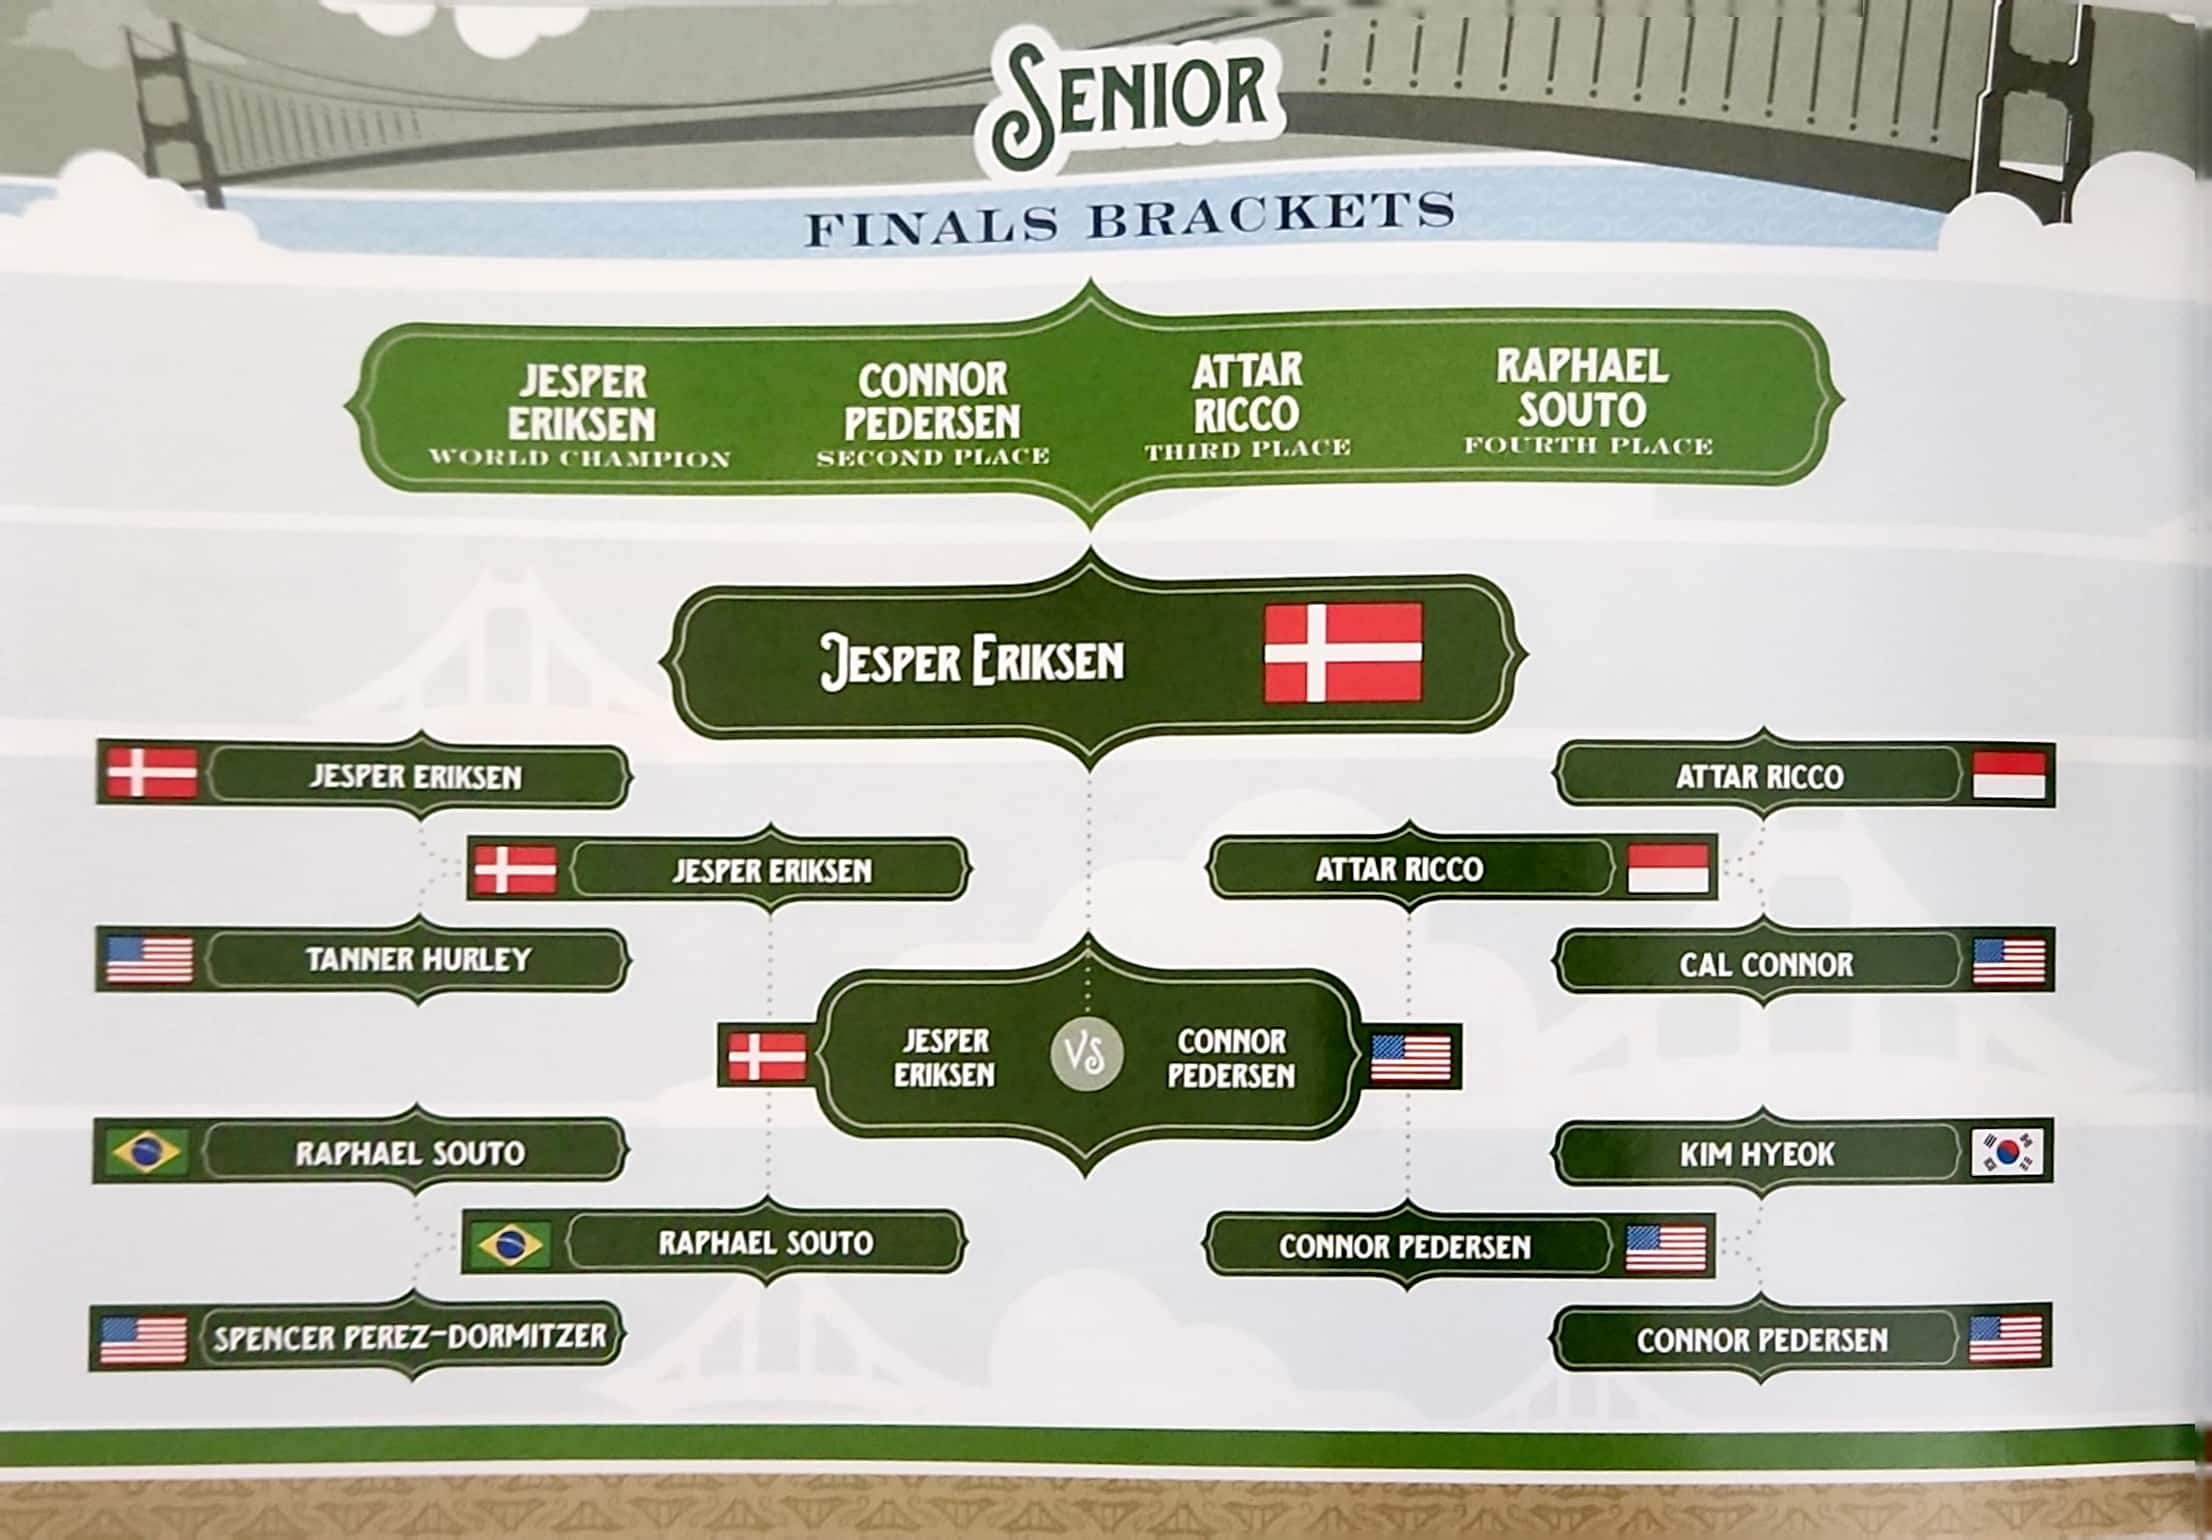 SENIOR
FINALS BRACKETS
JESPER
ERIKSEN
WORLD CHAMPION
CONNOR
PEDERSEN
SECOND PLACE
ATTAR
RICCO
THIRD PLACE
RAPHAEL
SOUTO
FOURTH PLACE
JESPER ERIKSEN
JESPER ERIKSEN
ATTAR RICCO
JESPER ERIKSEN
ATTAR RICCO
TANNER HURLEY
CAL CONNOR
JESPER
ERIKSEN
VS
CONNOR
PEDERSEN
RAPHAEL SOUTO
KIM HYEOK
RAPHAEL SOUTO
CONNOR PEDERSEN
SPENCER PEREZ-DORMITZER
CONNOR PEDERSEN